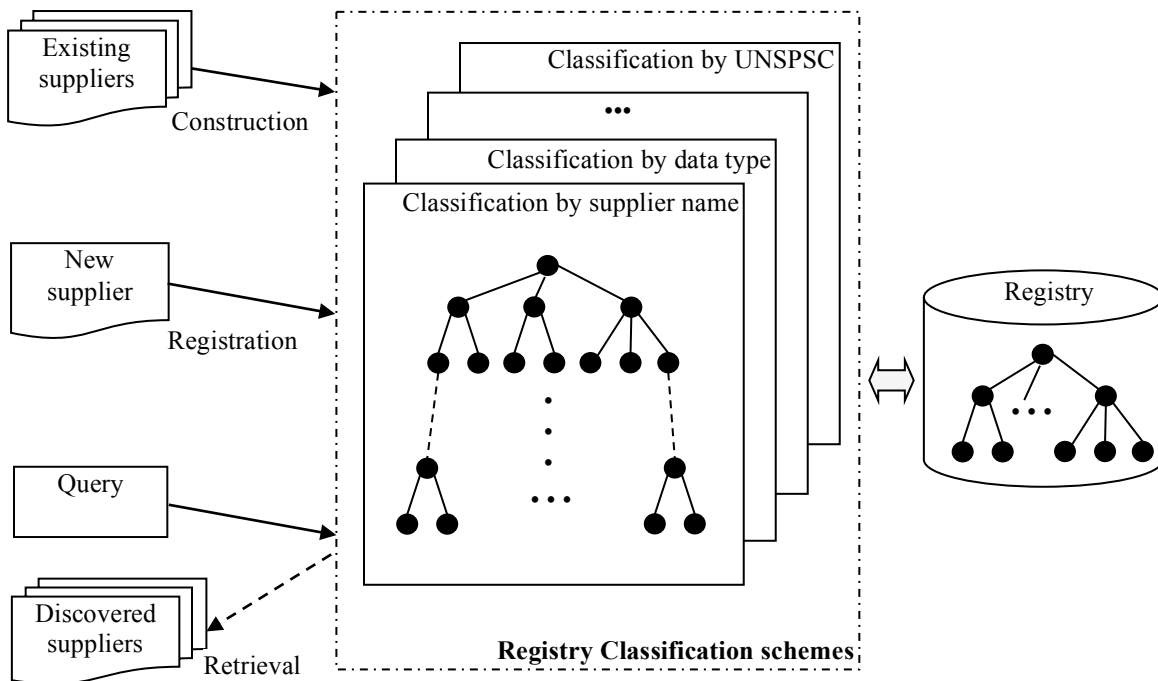 Existing
suppliers
Construction
New
supplier
Registration
Query
Discovered
suppliers
Retrieval
Classification by UNSPSC
•••
Classification by data type
Classification by supplier name
Registry Classification schemes
Registry